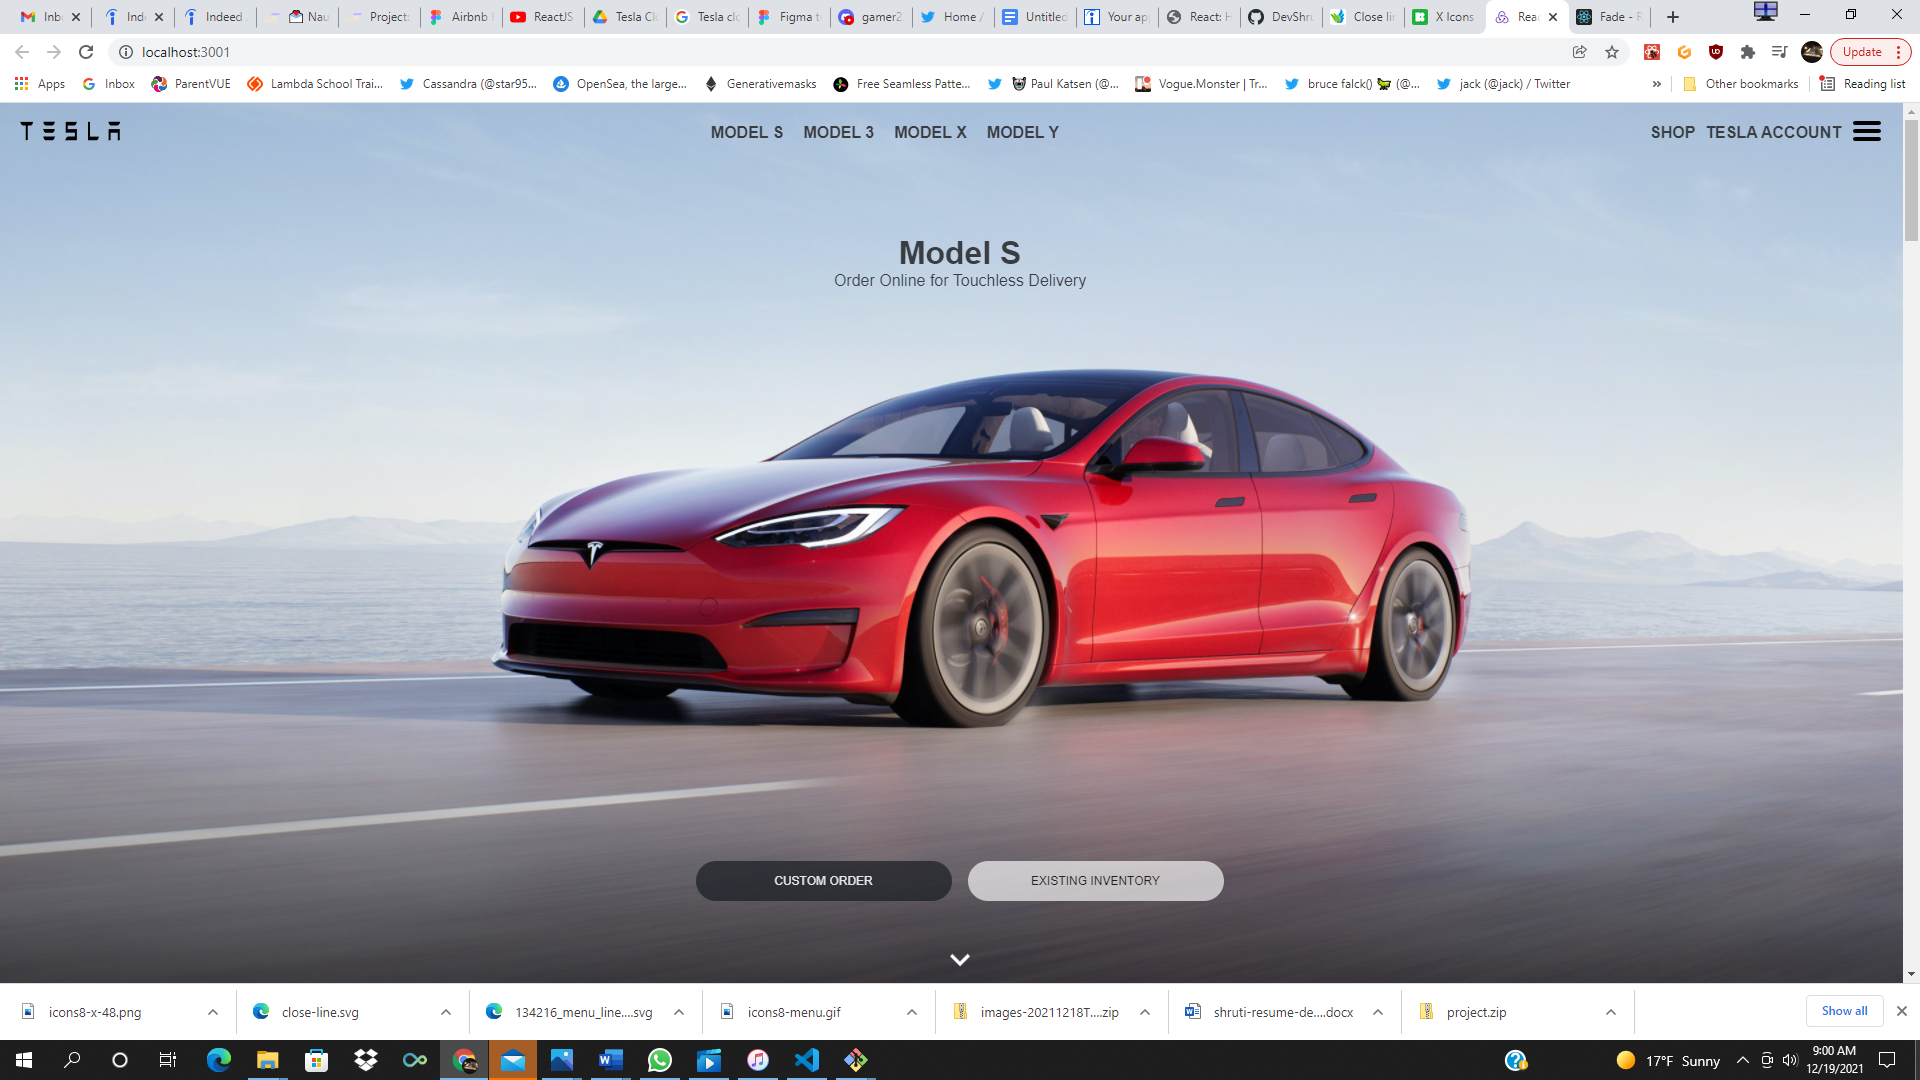 Inb
Ind
Indeed
Nau
Project:
Airbnb
ReactJS
Tesla Cl
Tesla clo
Figma t
gamer2
Home /
Untitled
Your ap
React: H
DevShru
Close lin
X Icons
Rea
Fade - R
localhost:3001
Update
Apps
Inbox
ParentVUE
Lambda School Trai...
Cassandra (@star95...
OpenSea, the large...
Generativemasks
Free Seamless Patte...
Paul Katsen (@...
Vogue.Monster | Tr...
bruce falck() (@...
jack (@jack) / Twitter
»
Other bookmarks
Reading list
TESLA
MODEL S MODEL 3 MODEL X MODEL Y
SHOP TESLA ACCOUNT
Model S
Order Online for Touchless Delivery
CUSTOM ORDER
EXISTING INVENTORY
icons8-x-48.png
close-line.svg
134216_menu_line....svg
icons8-menu.gif
images-20211218T....zip
shruti-resume-de....docx
project.zip
Show all
17°F Sunny
9:00 AM
12/19/2021